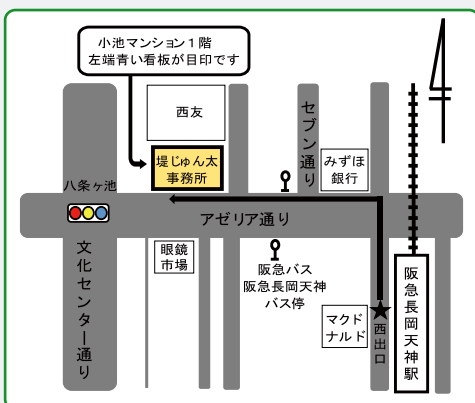 小池マンション１階
左端青い看板が目印です
西友
セブン通り
みずほ
銀行
堤じゅん太
事務所
八条ヶ池
アゼリア通り
文化センター通り
眼鏡
市場
阪急バス
阪急長岡天神
バス停
マクド
ナルド
西出口
阪急長岡天神駅